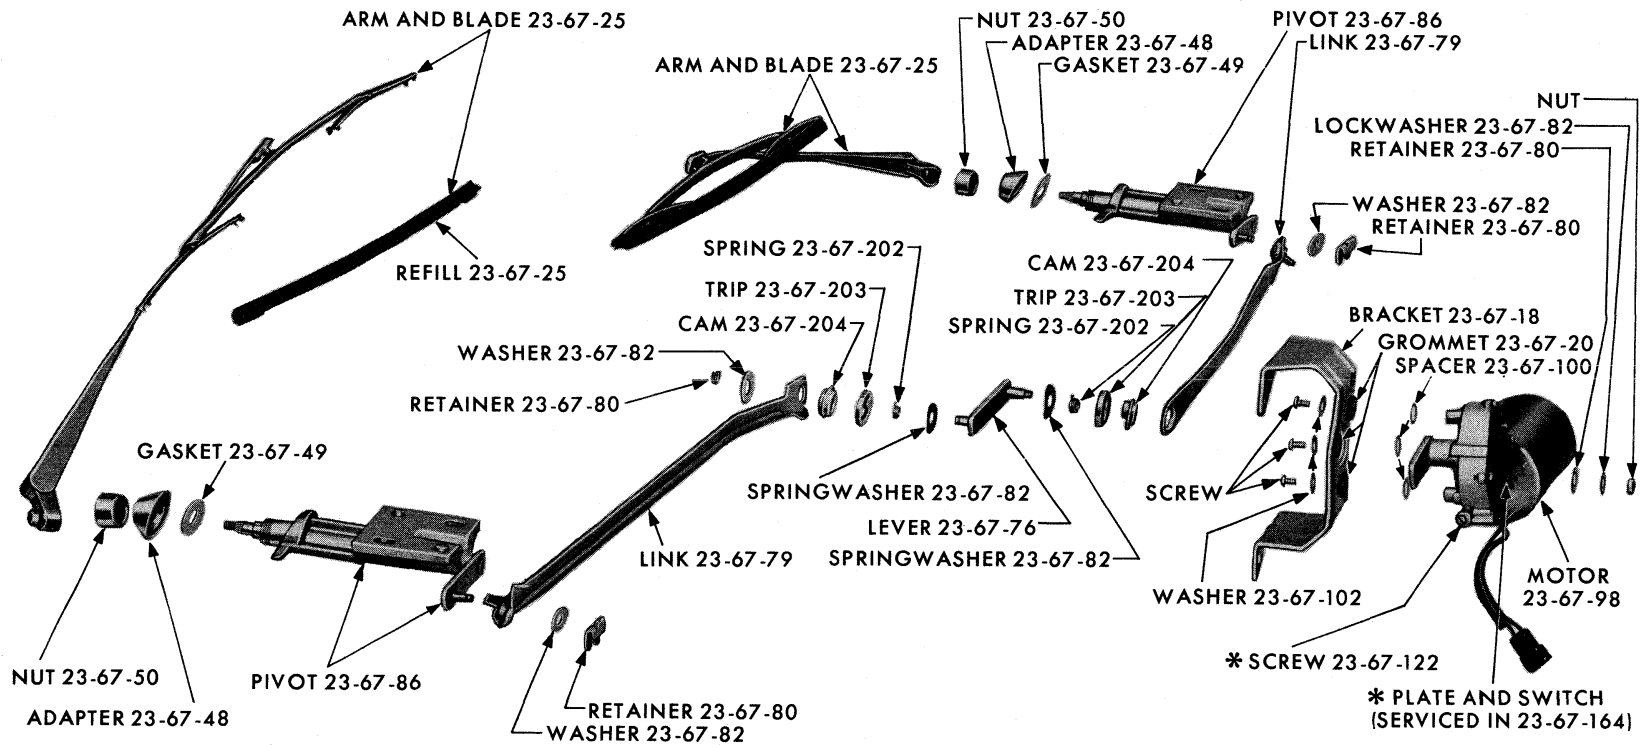 ARM AND BLADE 23-67-25
NUT 23-67-50
PIVOT 23-67-86
ADAPTER 23-67-48
LINK 23-67-79
ARM AND BLADE 23-67-25
GASKET 23-67-49
NUT
LOCKWASHER 23-67-82
RETAINER 23-67-80
WASHER 23-67-82
RETAINER 23-67-80
SPRING 23-67-202
CAM 23-67-204
REFILL 23-67-25
TRIP 23-67-203
TRIP 23-67-203
CAM 23-67-204
SPRING 23-67-202
BRACKET 23-67-18
GROMMET 23-67-20
WASHER 23-67-82
SPACER 23-67-100
RETAINER 23-67-80
GASKET 23-67-49
SPRINGWASHER 23-67-82
SCREW
LEVER 23-67-76
LINK 23-67-79
SPRINGWASHER 23-67-82
MOTOR
23-67-98
WASHER 23-67-102
* SCREW 23-67-122
NUT 23-67-50
PIVOT 23-67-86
* PLATE AND SWITCH
(SERVICED IN 23-67-164)
ADAPTER 23-67-48
RETAINER 23-67-80
WASHER 23-67-82